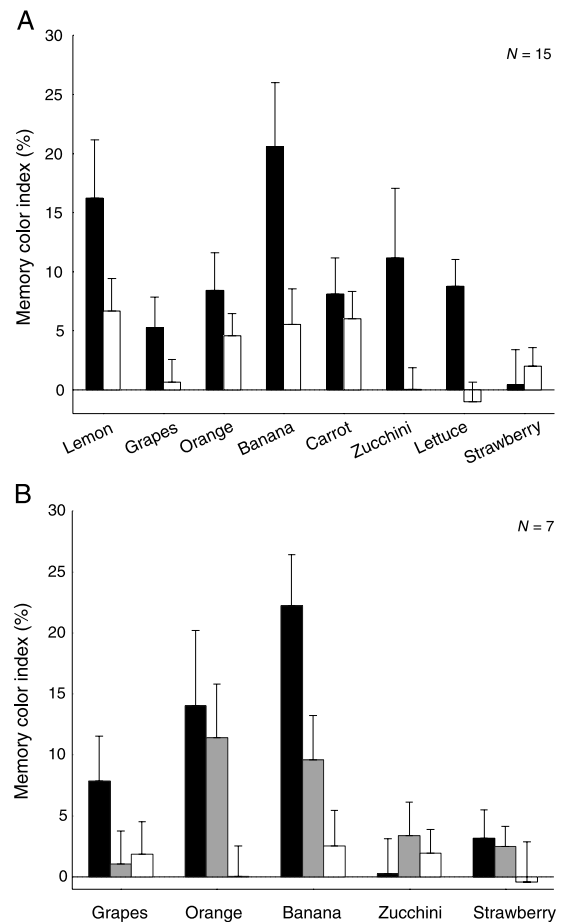 A
Memory color index (%)
30
25
20
15
10
5
0
N = 15
Lemon
Grapes
Orange
Banana
Carrot
Zucchini
Lettuce
Strawberry
B
Memory color index (%)
30
25
20
15
10
5
0
N = 7
Grapes
Orange
Banana
Zucchini
Strawberry